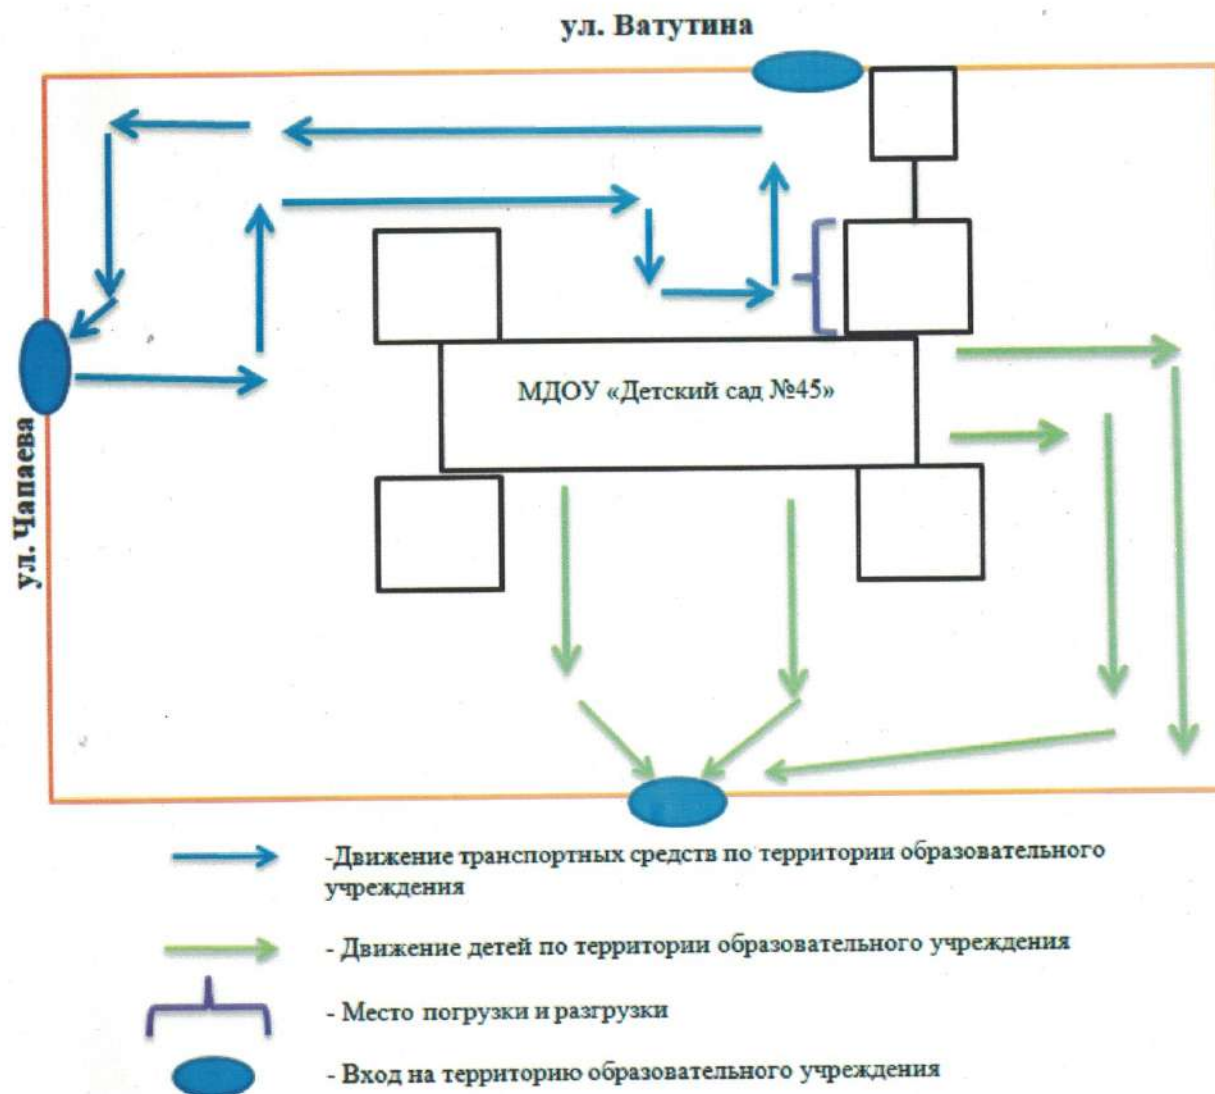 ул. Ватутина
МДОУ «Детский сад №45»
ул. Чапаева
-Движение транспортных средств по территории образовательного
учреждения
- Движение детей по территории образовательного учреждения
- Место погрузки и разгрузки
- Вход на территорию образовательного учреждения